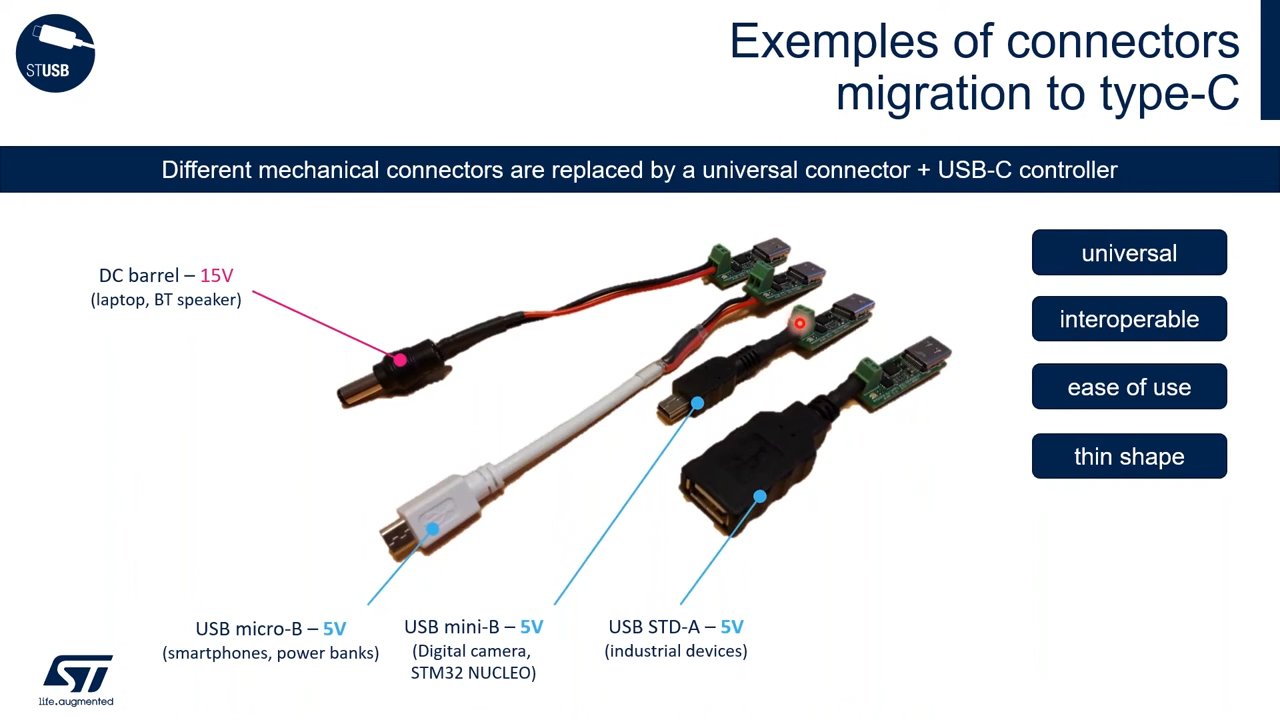 STUSB
Exemples of connectors
migration to type-C
Different mechanical connectors are replaced by a universal connector + USB-C controller
DC barrel – 15V
(laptop, BT speaker)
universal
interoperable
ease of use
thin shape
USB micro-B – 5V
(smartphones, power banks)
USB mini-B – 5V
(Digital camera,
STM32 NUCLEO)
USB STD-A – 5V
(industrial devices)
ST
life.augmented